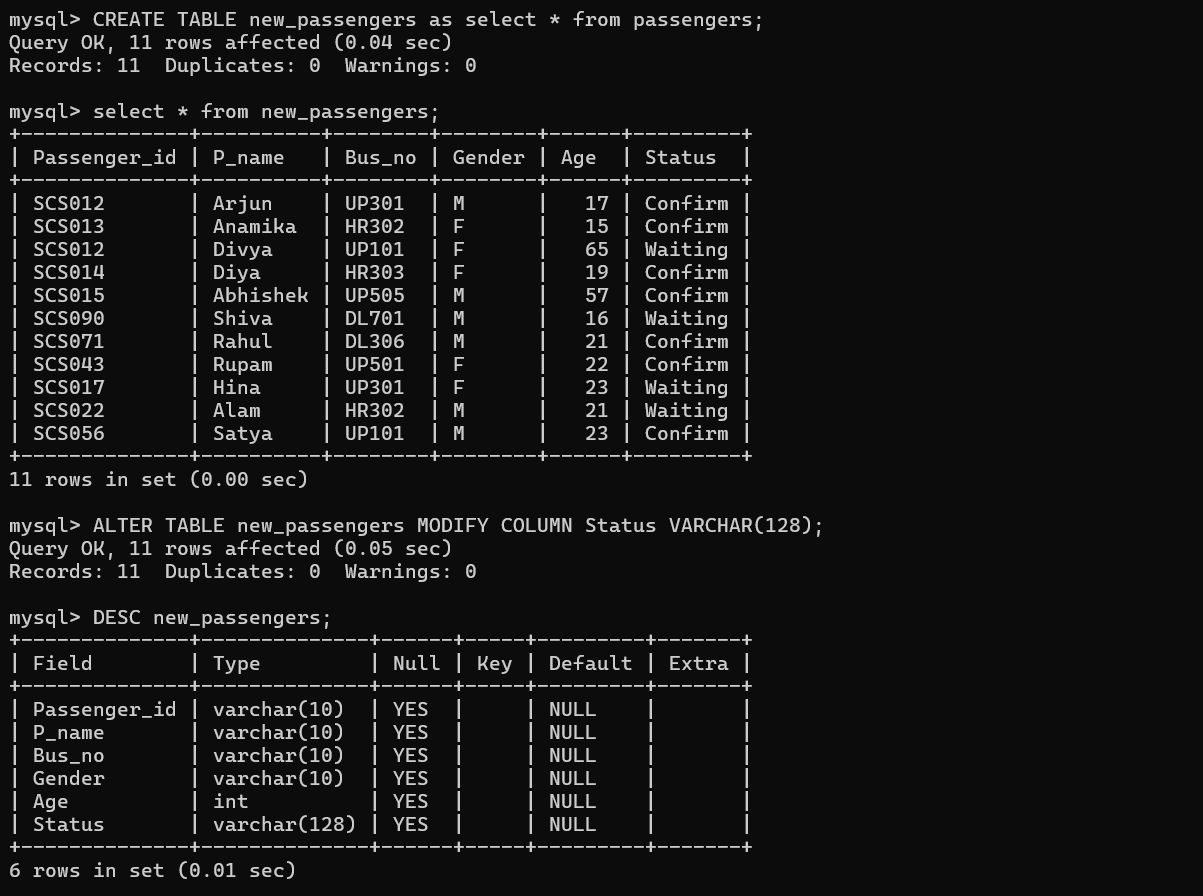 mysql> CREATE TABLE new_passengers as select * from passengers;
Query OK, 11 rows affected (0.04 sec)
Records: 11  Duplicates: 0  Warnings: 0

mysql> select * from new_passengers;
+--------------+----------+--------+--------+------+---------+
| Passenger_id | P_name   | Bus_no | Gender | Age  | Status  |
+--------------+----------+--------+--------+------+---------+
| SCS012       | Arjun    | UP301  | M      |   17 | Confirm |
| SCS013       | Anamika  | HR302  | F      |   15 | Confirm |
| SCS012       | Divya    | UP101  | F      |   65 | Waiting |
| SCS014       | Diya     | HR303  | F      |   19 | Confirm |
| SCS015       | Abhishek | UP505  | M      |   57 | Confirm |
| SCS090       | Shiva    | DL701  | M      |   16 | Waiting |
| SCS071       | Rahul    | DL306  | M      |   21 | Confirm |
| SCS043       | Rupam    | UP501  | F      |   22 | Confirm |
| SCS017       | Hina     | UP301  | F      |   23 | Waiting |
| SCS022       | Alam     | HR302  | M      |   21 | Waiting |
| SCS056       | Satya    | UP101  | M      |   23 | Confirm |
+--------------+----------+--------+--------+------+---------+
11 rows in set (0.00 sec)

mysql> ALTER TABLE new_passengers MODIFY COLUMN Status VARCHAR(128);
Query OK, 11 rows affected (0.05 sec)
Records: 11  Duplicates: 0  Warnings: 0

mysql> DESC new_passengers;
+--------------+--------------+------+-----+---------+-------+
| Field        | Type         | Null | Key | Default | Extra |
+--------------+--------------+------+-----+---------+-------+
| Passenger_id | varchar(10)  | YES  |     | NULL    |       |
| P_name       | varchar(10)  | YES  |     | NULL    |       |
| Bus_no       | varchar(10)  | YES  |     | NULL    |       |
| Gender       | varchar(10)  | YES  |     | NULL    |       |
| Age          | int          | YES  |     | NULL    |       |
| Status       | varchar(128) | YES  |     | NULL    |       |
+--------------+--------------+------+-----+---------+-------+
6 rows in set (0.01 sec)